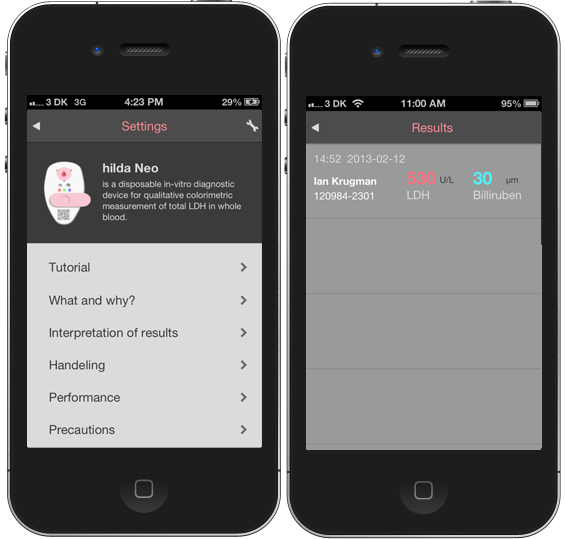 3 DK 3G 4:23 PM 29%
Settings
hilda Neo
is a disposable in-vitro diagnostic
device for qualitative colorimetric
measurement of total LDH in whole
blood.
Tutorial
What and why?
Interpretation of results
Handeling
Performance
Precautions
3 DK 11:00 AM 95%
Results
14:52 2013-02-12
Ian Krugman 530 U/L 30 µm
120984-2301 LDH Billiruben